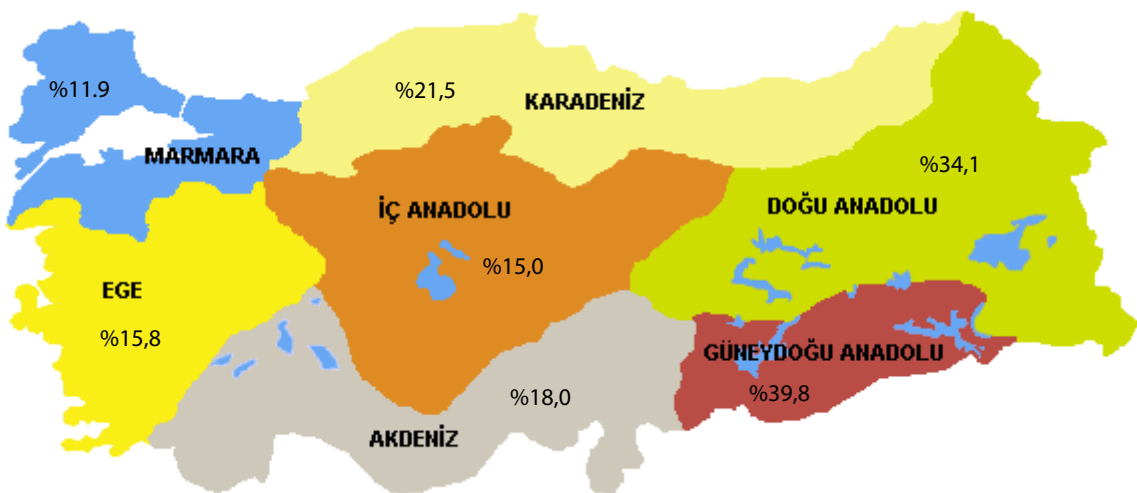 %11.9
MARMARA
%21,5
KARADENİZ
%34,1
DOĞU ANADOLU
İÇ ANADOLU
%15,0
EGE
%15,8
GÜNEYDOĞU ANADOLU
%39,8
%18,0
AKDENİZ